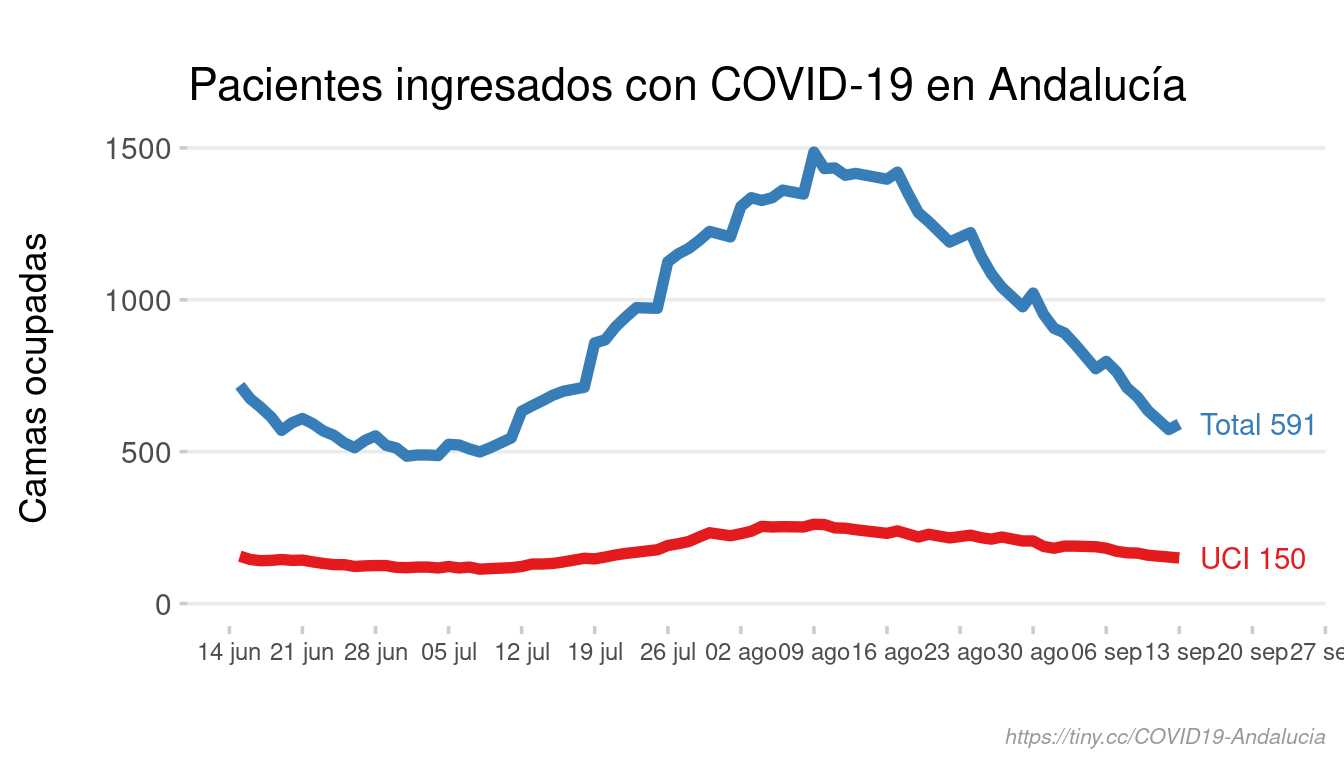 Pacientes ingresados con COVID-19 en Andalucía
Camas ocupadas
1500
1000
500
0
Total 591
UCI 150
14 jun 21 jun 28 jun 05 jul 12 jul 19 jul 26 jul 02 ago 09 ago 16 ago 23 ago 30 ago 06 sep 13 sep 20 sep 27 se
https://tiny.cc/COVID19-Andalucia